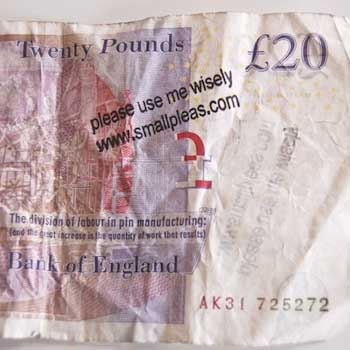 Twenty Pounds
£20
please use me wisely
www.smallpleas.com
The division of labour in pin manufacturing:
(and the great increase in the quantity of work that results)
Bank of England
AK31 725272